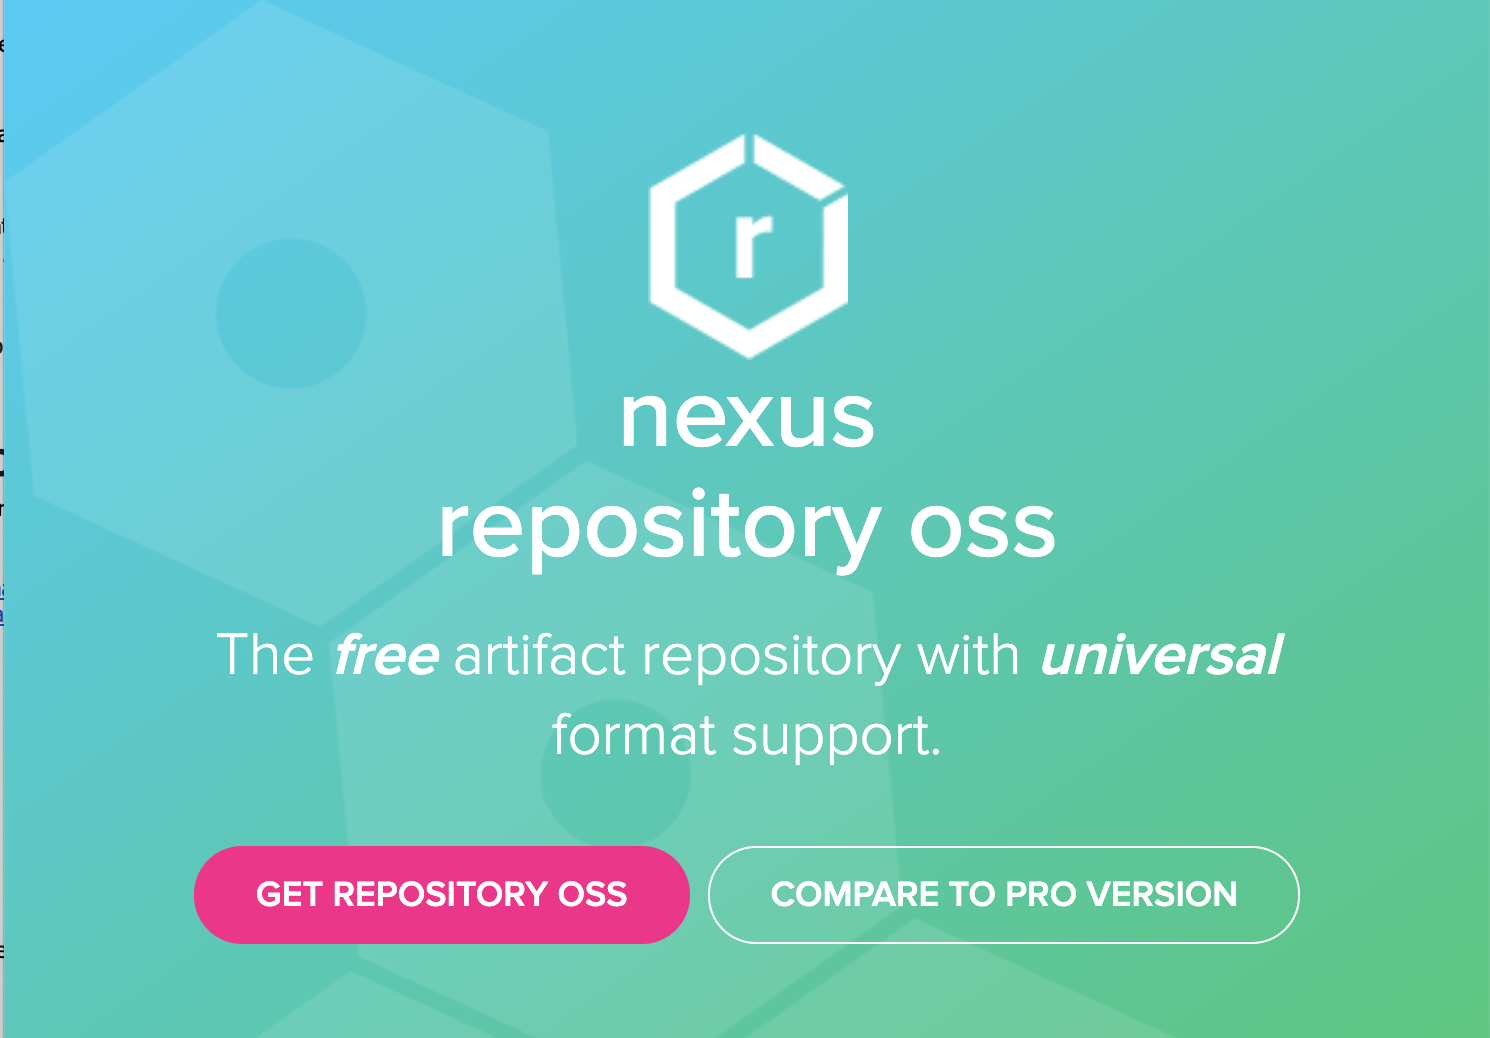 r
nexus
repository oss
The free artifact repository with universal
format support.
GET REPOSITORY OSS
COMPARE TO PRO VERSION